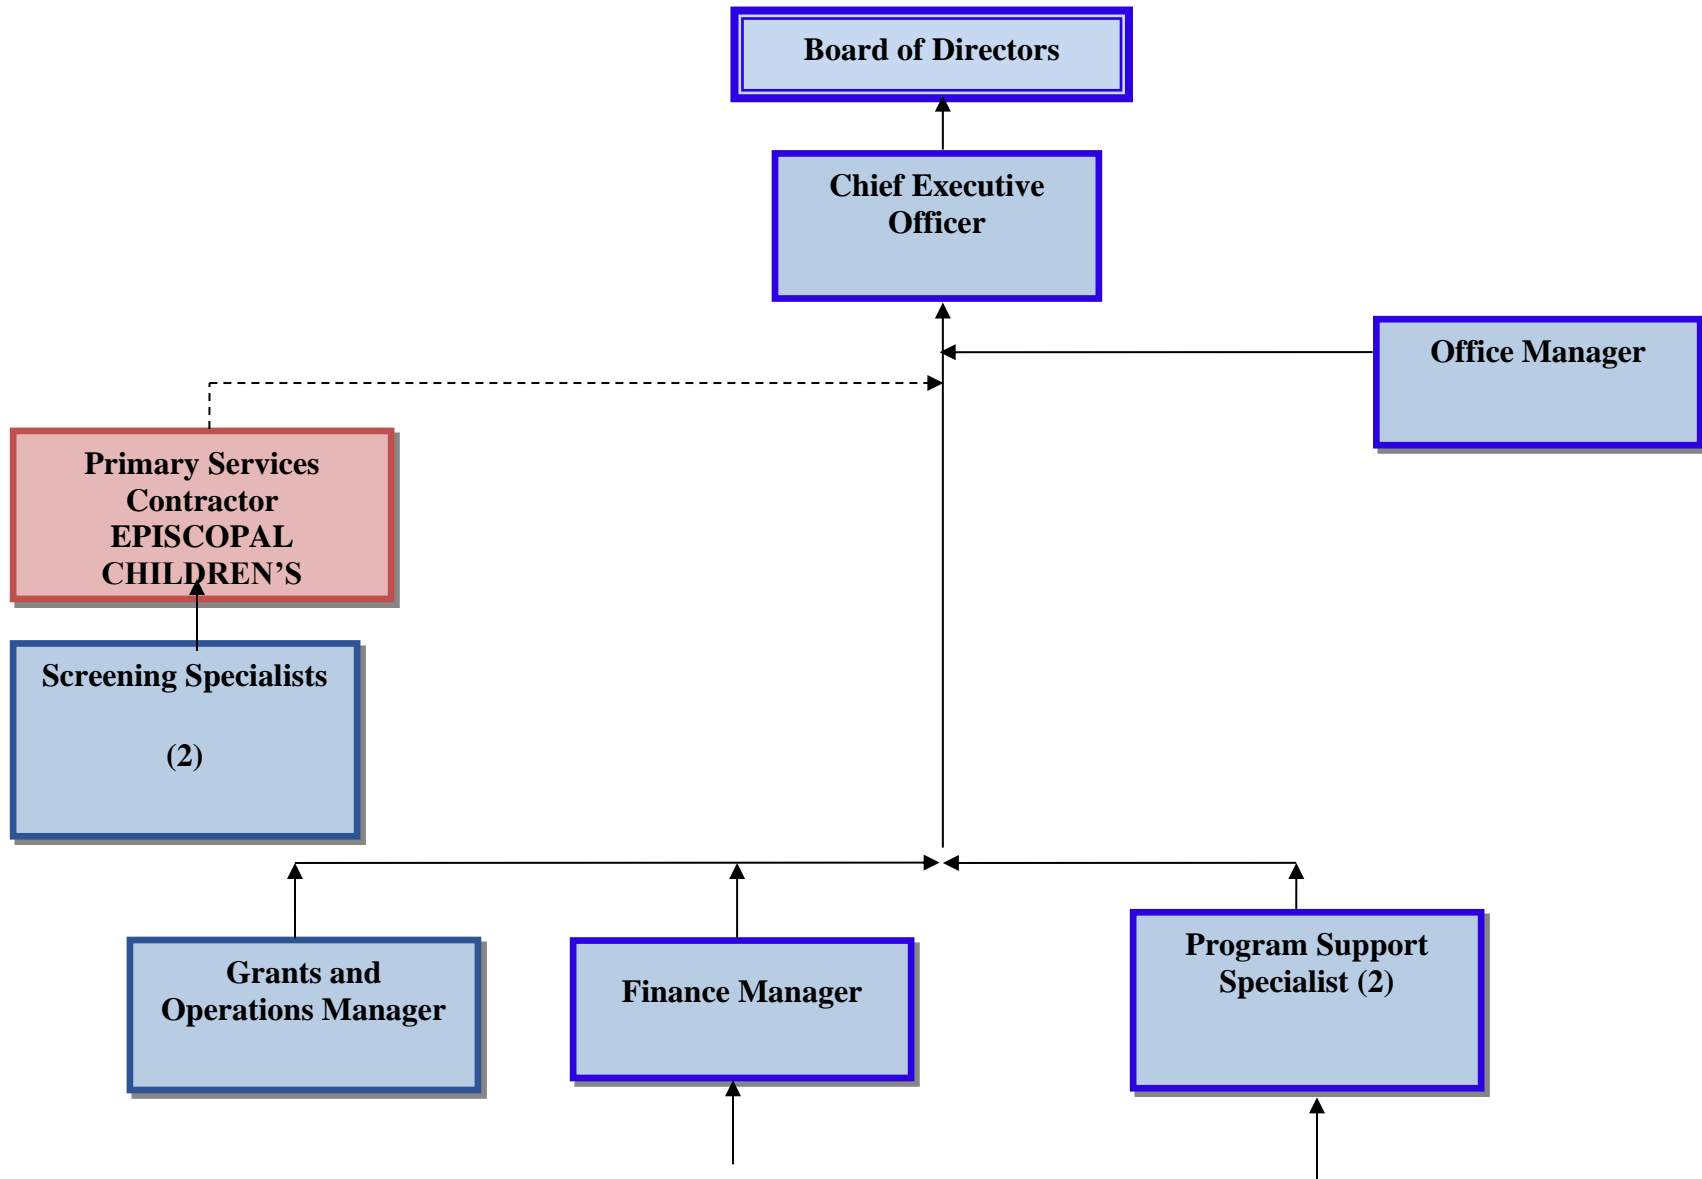 Board of Directors
Chief Executive
Officer
Office Manager
Primary Services
Contractor
EPISCOPAL
CHILDREN’S
Screening Specialists
(2)
Grants and
Operations Manager
Finance Manager
Program Support
Specialist (2)